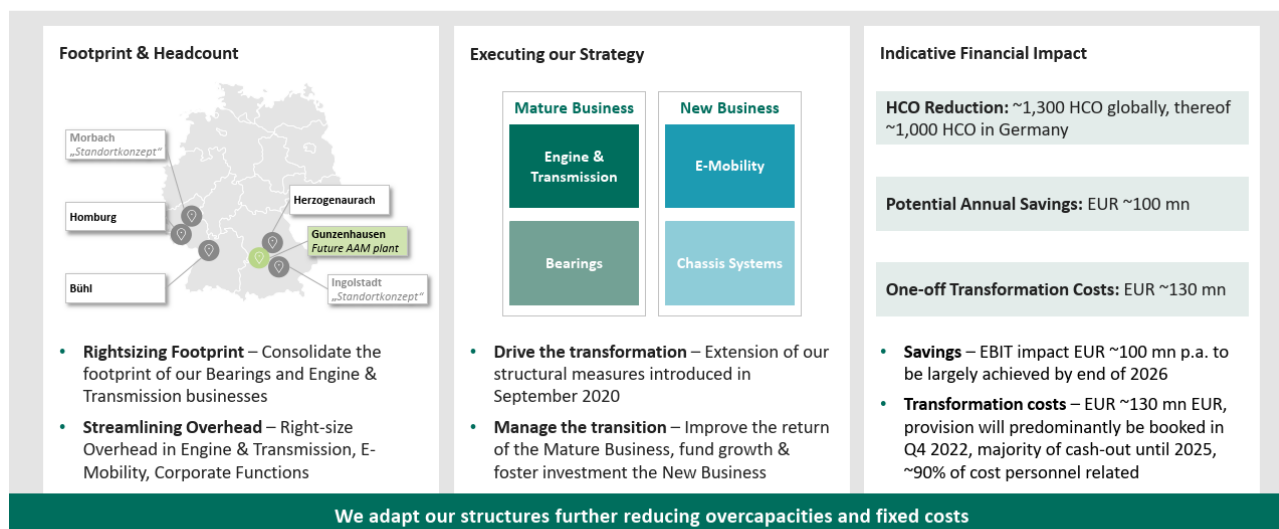 Footprint & Headcount
Morbach
„Standortkonzept“
Homburg
Bühl
Herzogenaurach
Gunzenhausen
Future AAM plant
Ingolstadt
„Standortkonzept“
• Rightsizing Footprint – Consolidate the
footprint of our Bearings and Engine &
Transmission businesses
• Streamlining Overhead – Right-size
Overhead in Engine & Transmission, E-
Mobility, Corporate Functions
Executing our Strategy
Mature Business
New Business
Engine &
Transmission
E-Mobility
Bearings
Chassis Systems
• Drive the transformation – Extension of our
structural measures introduced in
September 2020
• Manage the transition – Improve the return
of the Mature Business, fund growth &
foster investment the New Business
Indicative Financial Impact
HCO Reduction: ~1,300 HCO globally, thereof
~1,000 HCO in Germany
Potential Annual Savings: EUR ~100 mn
One-off Transformation Costs: EUR ~130 mn
• Savings – EBIT impact EUR ~100 mn p.a. to
be largely achieved by end of 2026
• Transformation costs – EUR ~130 mn EUR,
provision will predominantly be booked in
Q4 2022, majority of cash-out until 2025,
~90% of cost personnel related
We adapt our structures further reducing overcapacities and fixed costs